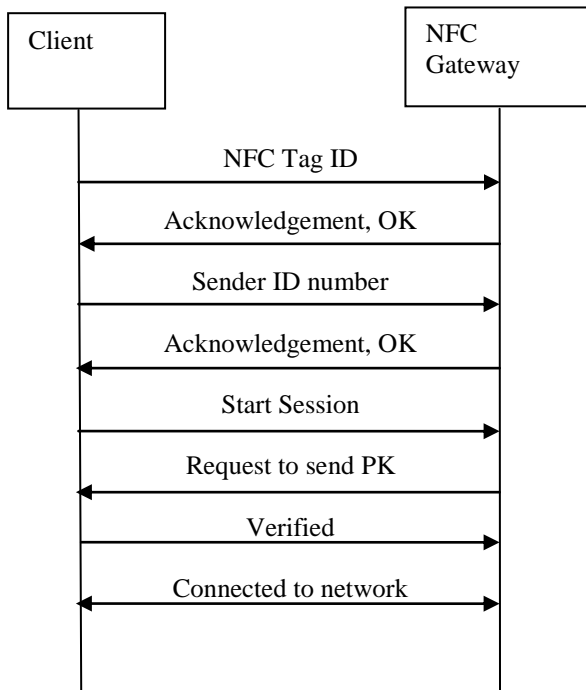 Client
NFC
Gateway
NFC Tag ID
Acknowledgement, OK
Sender ID number
Acknowledgement, OK
Start Session
Request to send PK
Verified
Connected to network